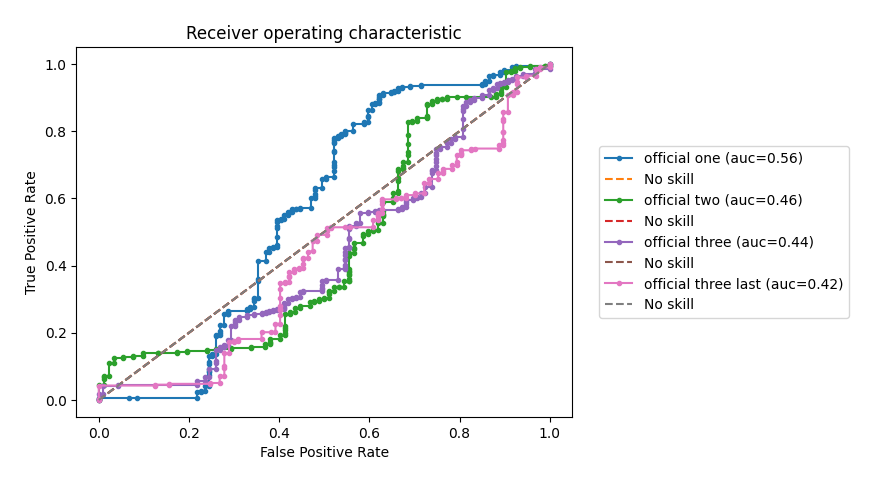 Receiver operating characteristic
True Positive Rate
1.0
0.8
0.6
0.4
0.2
0.0
0.0 0.2 0.4 0.6 0.8 1.0
False Positive Rate
official one (auc=0.56)
No skill
official two (auc=0.46)
No skill
official three (auc=0.44)
No skill
official three last (auc=0.42)
No skill